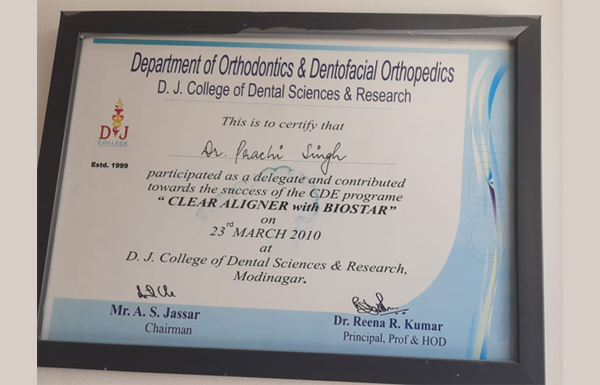 Department of Orthodontics & Dentofacial Orthopedics
D. J. College of Dental Sciences & Research
This is to certify that
DJ
COLLEGE
Dr. Prachi Singh
Estd. 1999
participated as a delegate and contributed
towards the success of the CDE programe
“ CLEAR ALIGNER with BIOSTAR”
on
23rd MARCH 2010
at
D. J. College of Dental Sciences & Research,
Modinagar.
Mr. A. S. Jassar
Chairman
Dr. Reena R. Kumar
Principal, Prof & HOD